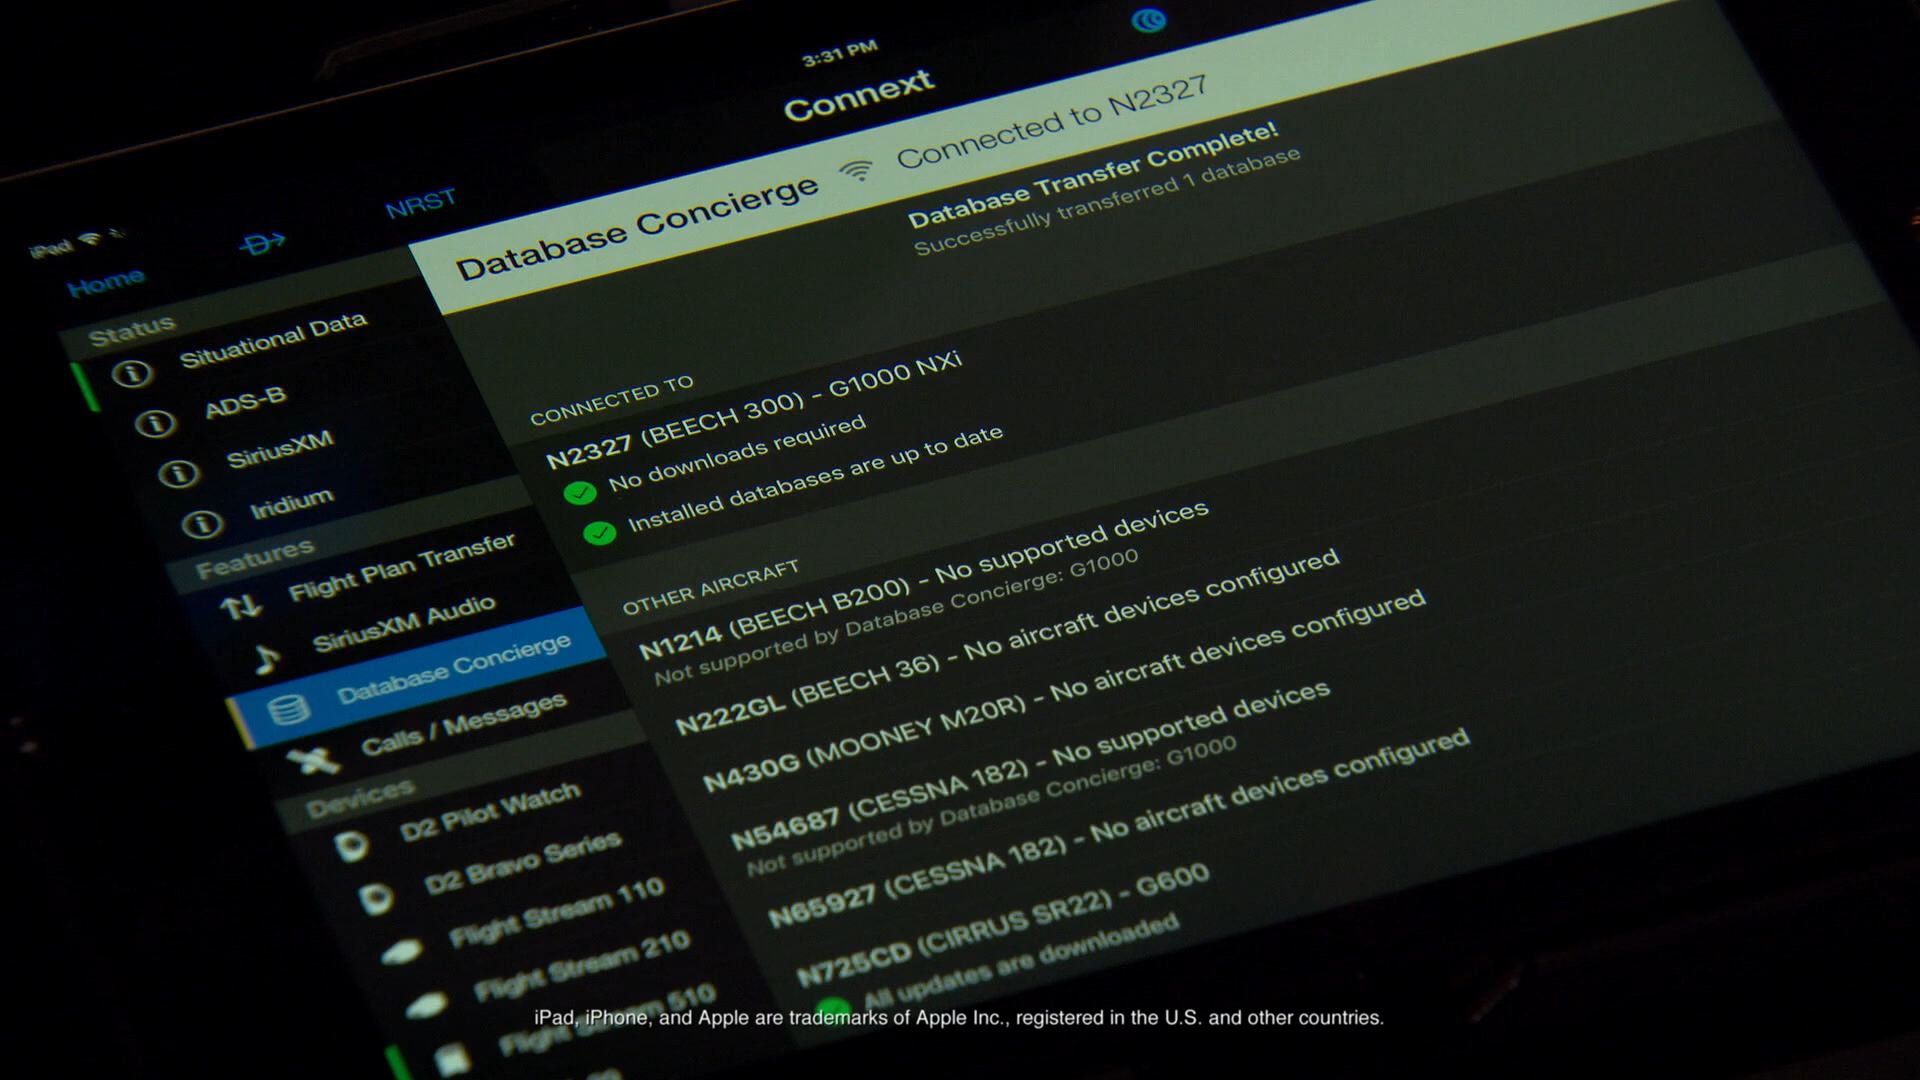 3:31 PM
iPad
Connext
Home
NRST
Database Concierge
Connected to N2327
Database Transfer Complete!
Successfully transferred 1 database
Status
Situational Data
ADS-B
SiriusXM
Iridium
Features
Flight Plan Transfer
SiriusXM Audio
Database Concierge
Calls / Messages
Devices
D2 Pilot Watch
D2 Bravo Series
Flight Stream 110
Flight Stream 210
Flight Stream 510
CONNECTED TO
N2327 (BEECH 300) - G1000 NXi
No downloads required
Installed databases are up to date
OTHER AIRCRAFT
N1214 (BEECH B200) - No supported devices
Not supported by Database Concierge: G1000
N222GL (BEECH 36) - No aircraft devices configured
N430G (MOONEY M20R) - No aircraft devices configured
N54687 (CESSNA 182) - No supported devices
Not supported by Database Concierge: G1000
N65927 (CESSNA 182) - No aircraft devices configured
N725CD (CIRRUS SR22) - G600
All updates are downloaded
iPad, iPhone, and Apple are trademarks of Apple Inc., registered in the U.S. and other countries.